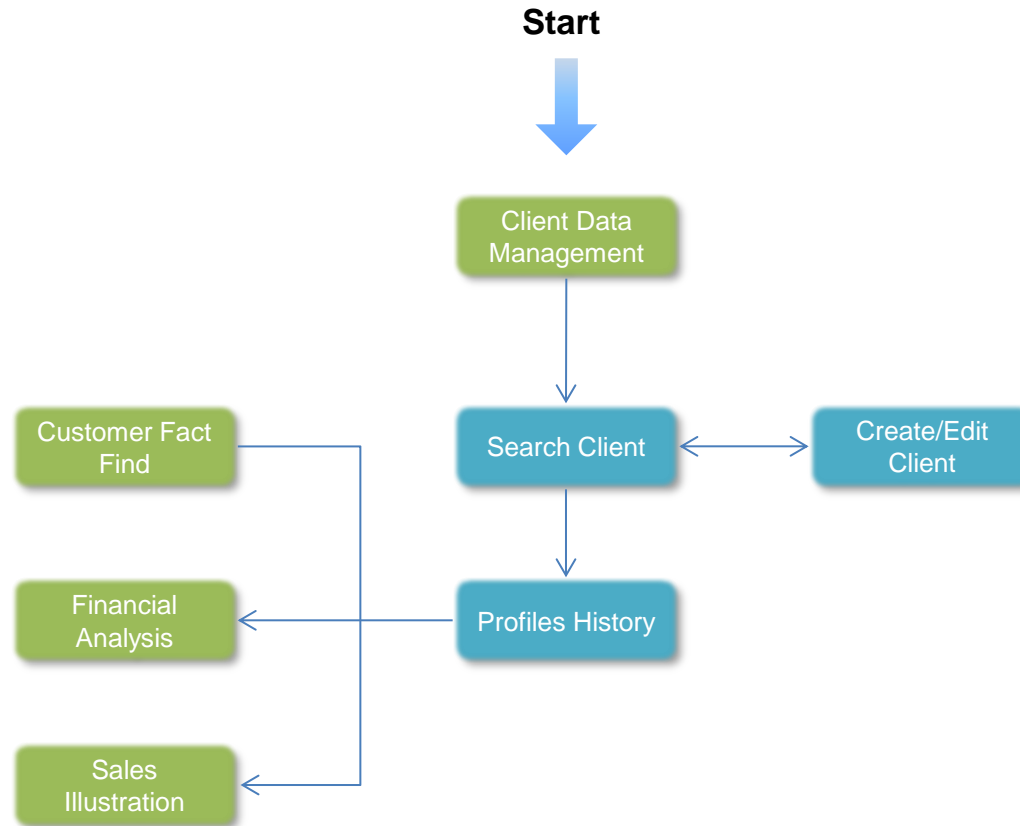 Start
Client Data
Management
Customer Fact
Find
Search Client
Create/Edit
Client
Financial
Analysis
Profiles History
Sales
Illustration